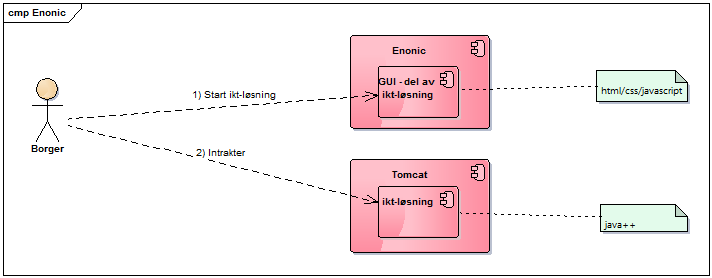 cmp Enonic
Enonic
GUI - del av
ikt-løsning
html/css/javascript
1) Start ikt-løsning
Borger
2) Intrakter
Tomcat
ikt-løsning
java++